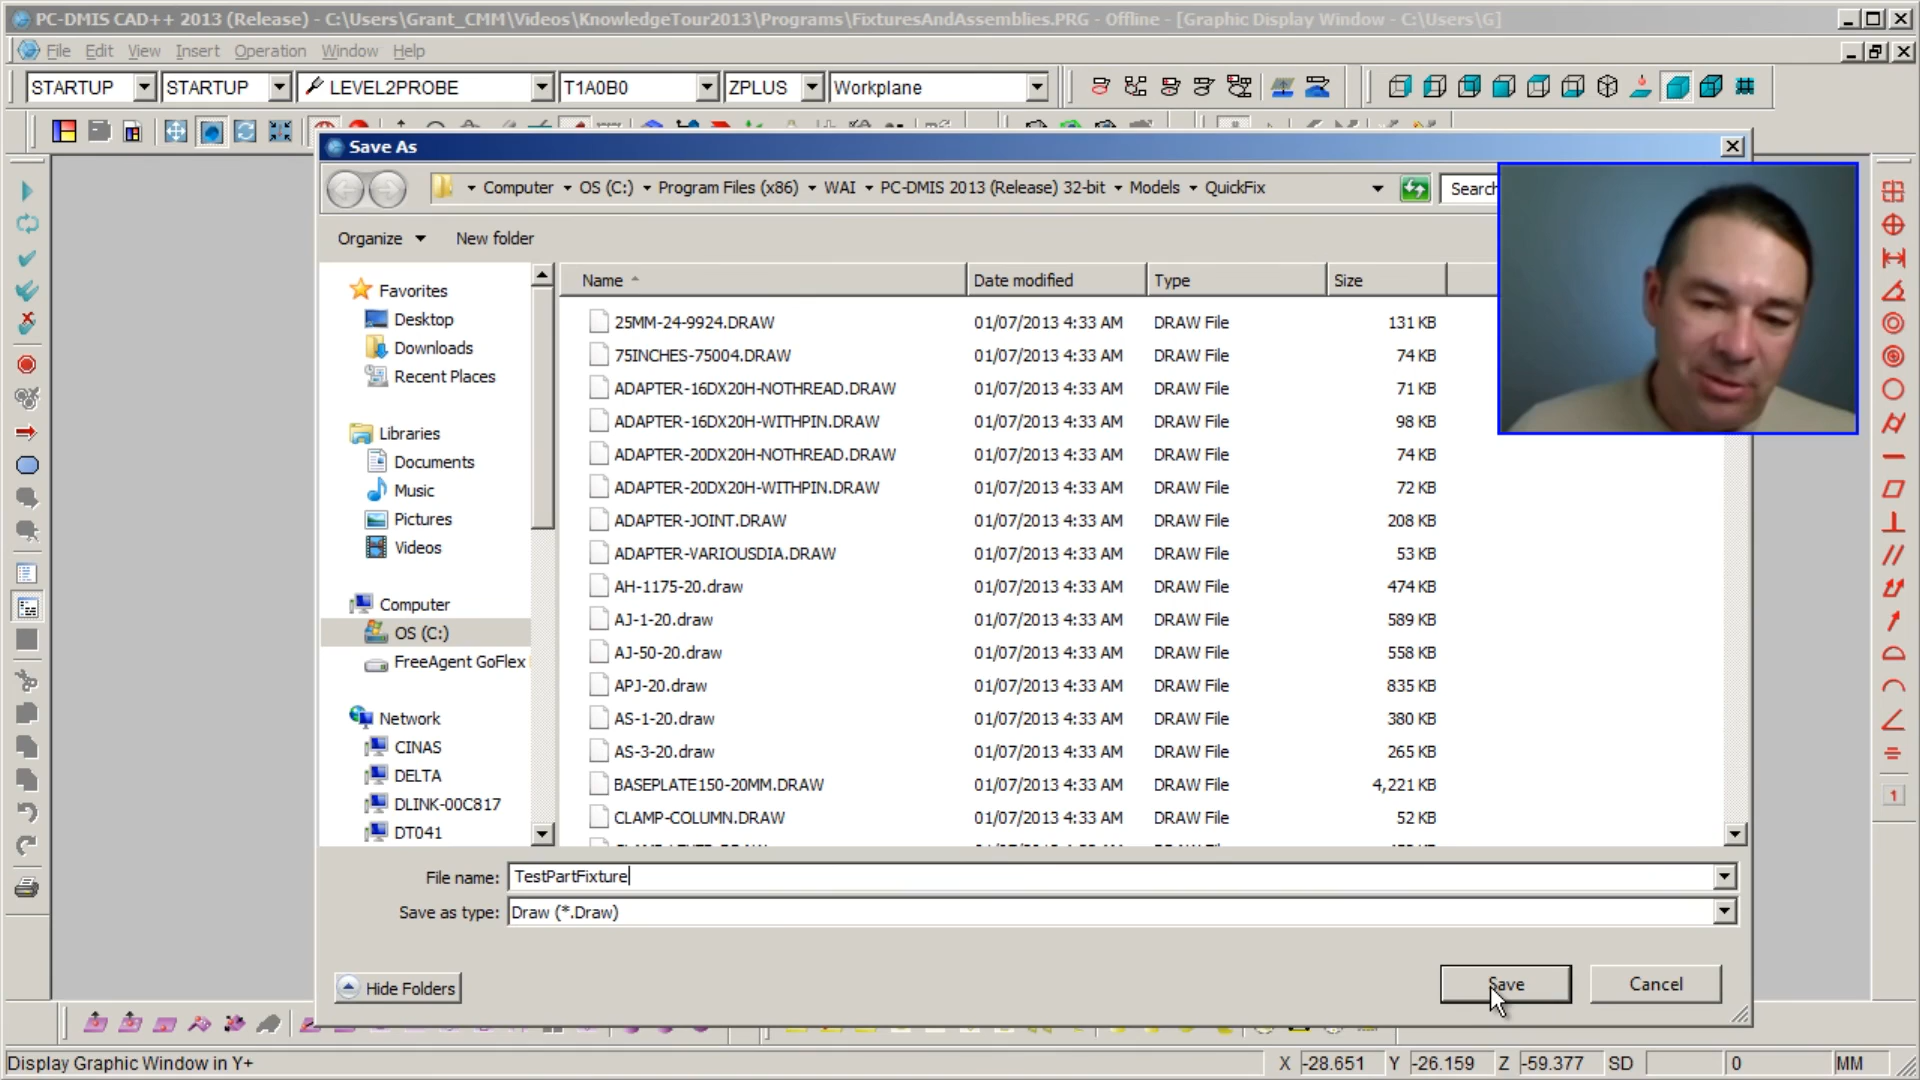 PC-DMIS CAD++ 2013 (Release) - C:\Users\Grant_CMM\Videos\KnowledgeTour2013\Programs\FixturesAndAssemblies.PRG - Offline - [Graphic Display Window - C:\Users\G]
File Edit View Insert Operation Window Help
STARTUP STARTUP LEVEL2PROBE T1A0B0 ZPLUS Workplane
Save As
Computer OS (C:) Program Files (x86) WAI PC-DMIS 2013 (Release) 32-bit Models QuickFix Search
Organize New folder
Name Date modified Type Size
Favorites
Desktop
Downloads
Recent Places
Libraries
Documents
Music
Pictures
Videos
Computer
OS (C:)
FreeAgent GoFlex
Network
CINAS
DELTA
DLINK-00C817
DT041
25MM-24-9924.DRAW 01/07/2013 4:33 AM DRAW File 131 KB
75INCHES-75004.DRAW 01/07/2013 4:33 AM DRAW File 74 KB
ADAPTER-16DX20H-NOTHREAD.DRAW 01/07/2013 4:33 AM DRAW File 71 KB
ADAPTER-16DX20H-WITHPIN.DRAW 01/07/2013 4:33 AM DRAW File 98 KB
ADAPTER-20DX20H-NOTHREAD.DRAW 01/07/2013 4:33 AM DRAW File 74 KB
ADAPTER-20DX20H-WITHPIN.DRAW 01/07/2013 4:33 AM DRAW File 72 KB
ADAPTER-JOINT.DRAW 01/07/2013 4:33 AM DRAW File 208 KB
ADAPTER-VARIOUSDIA.DRAW 01/07/2013 4:33 AM DRAW File 53 KB
AH-1175-20.draw 01/07/2013 4:33 AM DRAW File 474 KB
AJ-1-20.draw 01/07/2013 4:33 AM DRAW File 589 KB
AJ-50-20.draw 01/07/2013 4:33 AM DRAW File 558 KB
APJ-20.draw 01/07/2013 4:33 AM DRAW File 835 KB
AS-1-20.draw 01/07/2013 4:33 AM DRAW File 380 KB
AS-3-20.draw 01/07/2013 4:33 AM DRAW File 265 KB
BASEPLATE150-20MM.DRAW 01/07/2013 4:33 AM DRAW File 4,221 KB
CLAMP-COLUMN.DRAW 01/07/2013 4:33 AM DRAW File 52 KB
File name: TestPartFixture
Save as type: Draw (*.Draw)
Hide Folders Save Cancel
Display Graphic Window in Y+ X -28.651 Y -26.159 Z -59.377 SD 0 MM